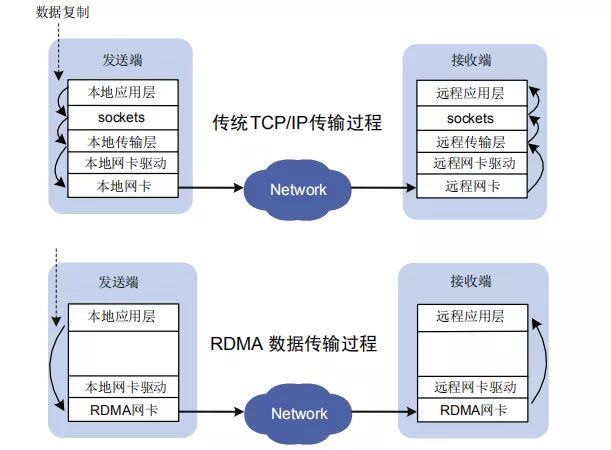 数据复制
发送端
本地应用层
sockets
本地传输层
本地网卡驱动
本地网卡
传统TCP/IP传输过程
Network
接收端
远程应用层
sockets
远程传输层
远程网卡驱动
远程网卡
发送端
本地应用层
本地网卡驱动
RDMA网卡
RDMA 数据传输过程
Network
接收端
远程应用层
远程网卡驱动
RDMA网卡